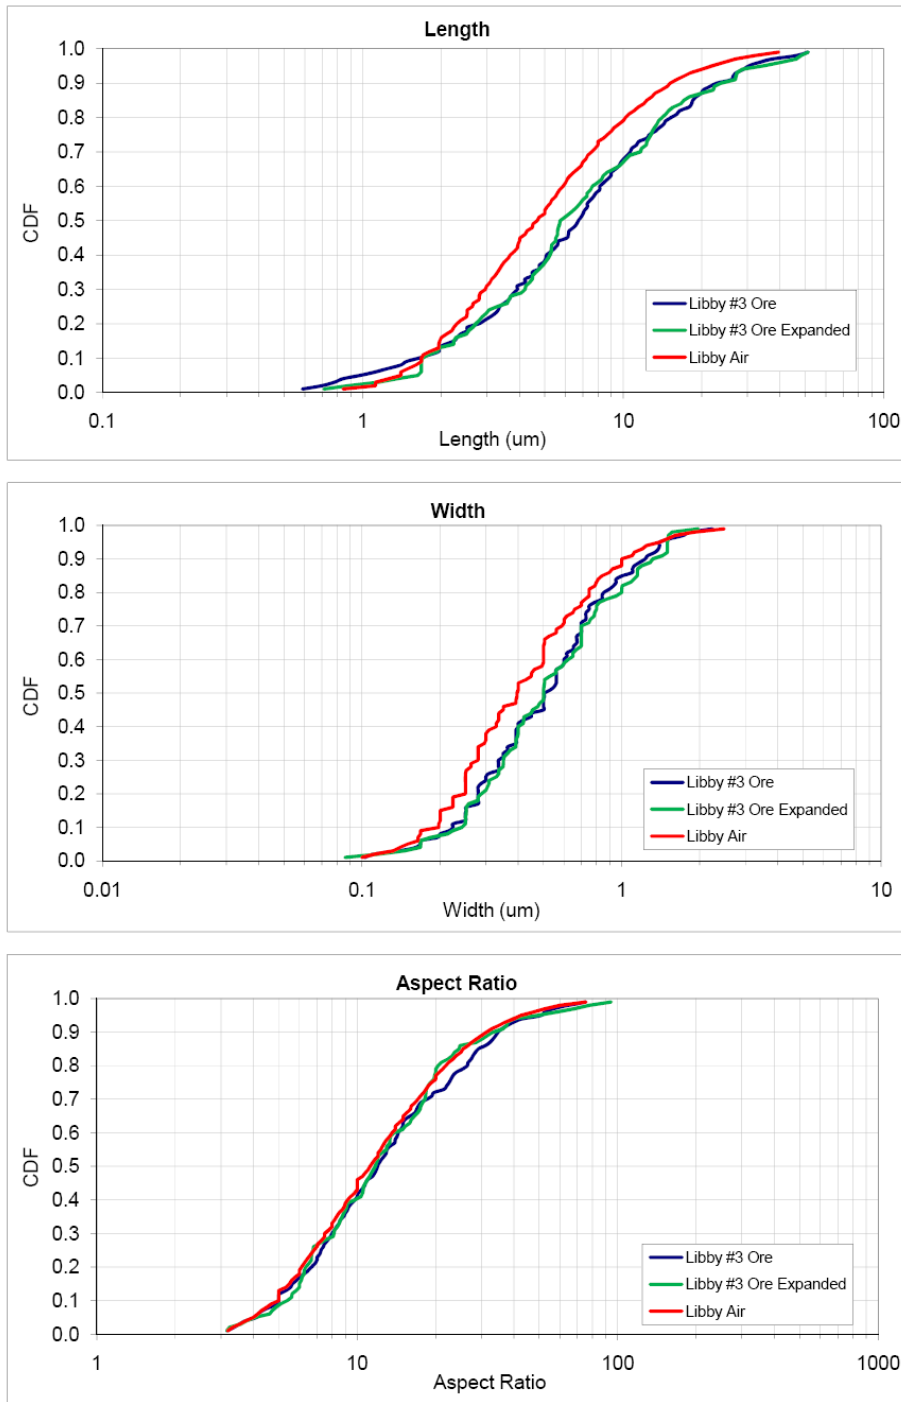 Length
CDF
1.0
0.9
0.8
0.7
0.6
0.5
0.4
0.3
0.2
0.1
0.0
Libby #3 Ore
Libby #3 Ore Expanded
Libby Air
0.1 1 10 100
Length (um)
Width
CDF
1.0
0.9
0.8
0.7
0.6
0.5
0.4
0.3
0.2
0.1
0.0
Libby #3 Ore
Libby #3 Ore Expanded
Libby Air
0.01 0.1 1 10
Width (um)
Aspect Ratio
CDF
1.0
0.9
0.8
0.7
0.6
0.5
0.4
0.3
0.2
0.1
0.0
Libby #3 Ore
Libby #3 Ore Expanded
Libby Air
1 10 100 1000
Aspect Ratio